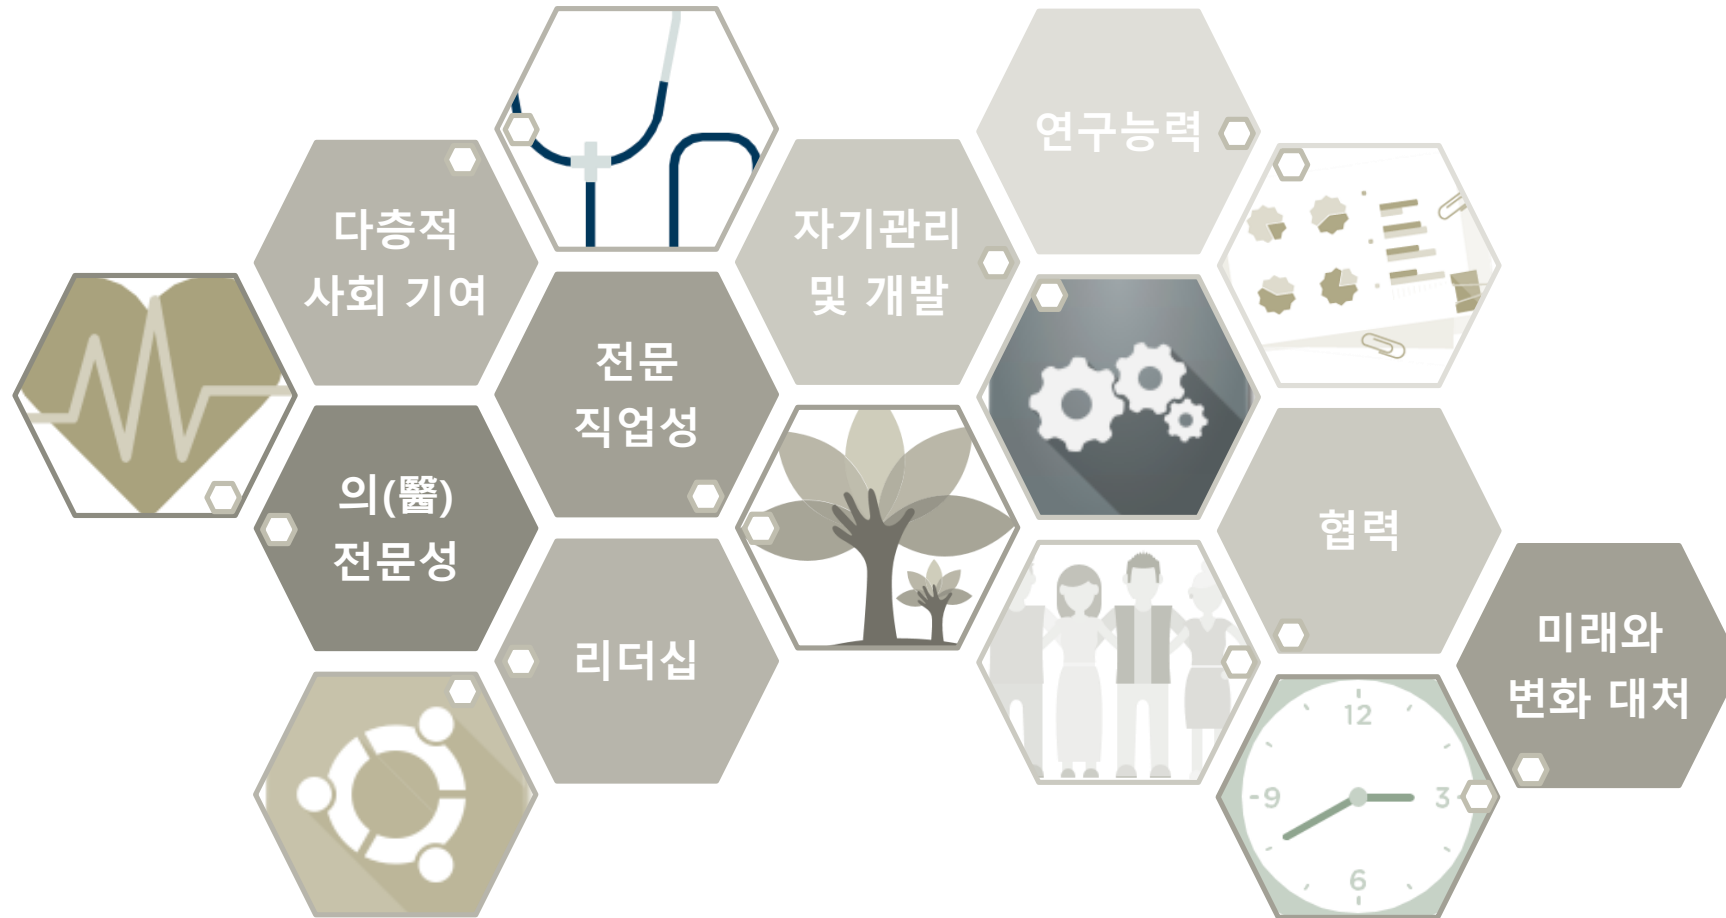 연구능력
다층적
사회 기여
자기관리
및 개발
전문
직업성
의(醫)
전문성
협력
리더십
미래와
변화 대처
12
9
3
6